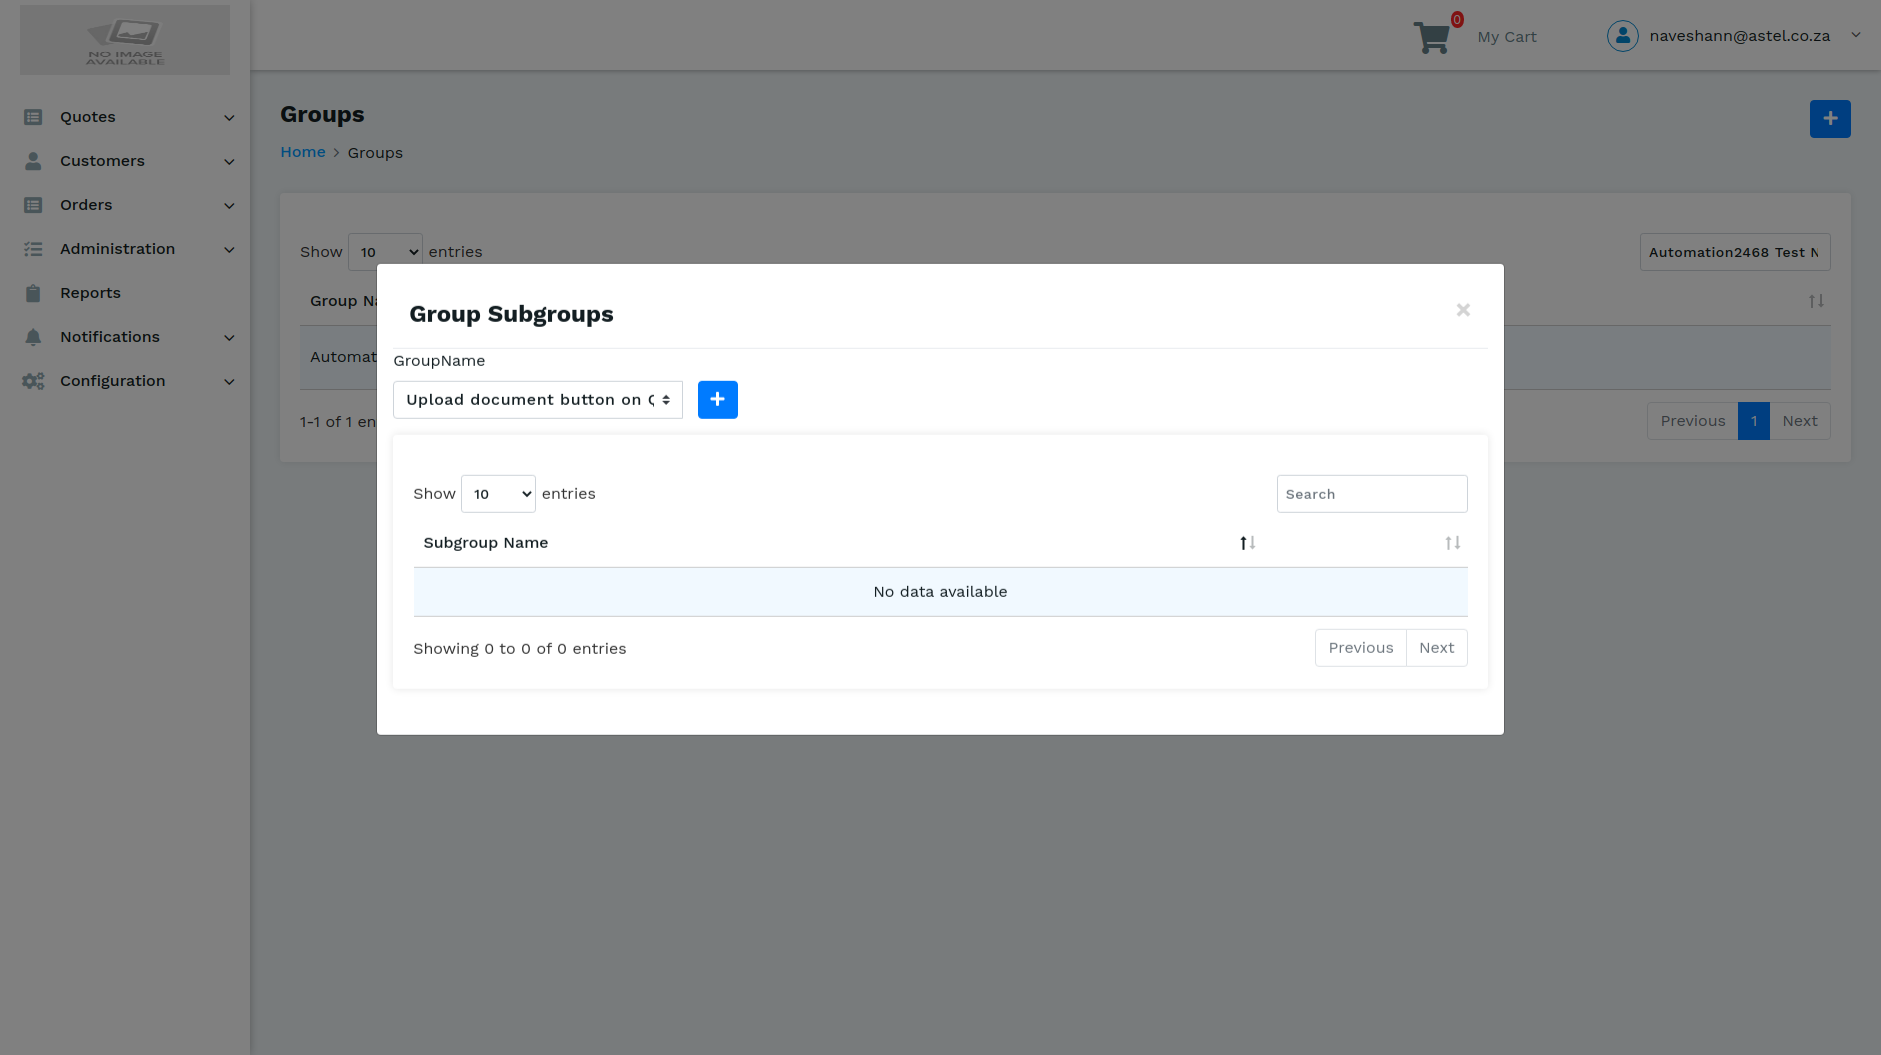 NO IMAGE
AVAILABLE
0
My Cart
naveshann@astel.co.za
Quotes
Customers
Orders
Administration
Reports
Notifications
Configuration
Groups
Home > Groups
Show 10 entries
Automation2468 Test
Group
1-1 of 1
Previous 1 Next
Group Subgroups
×
GroupName
Upload document button on
Show 10 entries
Search
Subgroup Name
No data available
Showing 0 to 0 of 0 entries
Previous Next